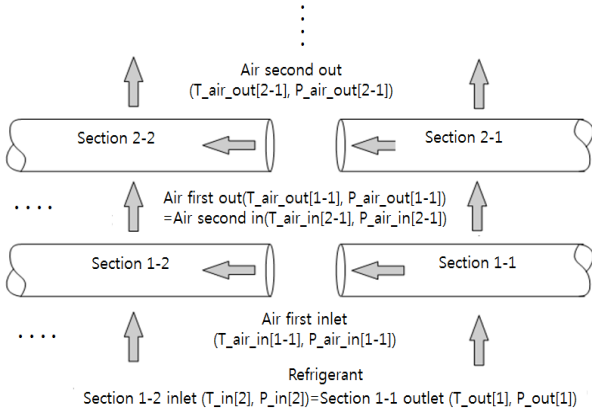 Air second out
(T_air_out[2-1], P_air_out[2-1])
Section 2-2
Section 2-1
Air first out(T_air_out[1-1], P_air_out[1-1])
=Air second in(T_air_in[2-1], P_air_in[2-1])
Section 1-2
Section 1-1
Air first inlet
(T_air_in[1-1], P_air_in[1-1])
Refrigerant
Section 1-2 inlet (T_in[2], P_in[2])=Section 1-1 outlet (T_out[1], P_out[1])